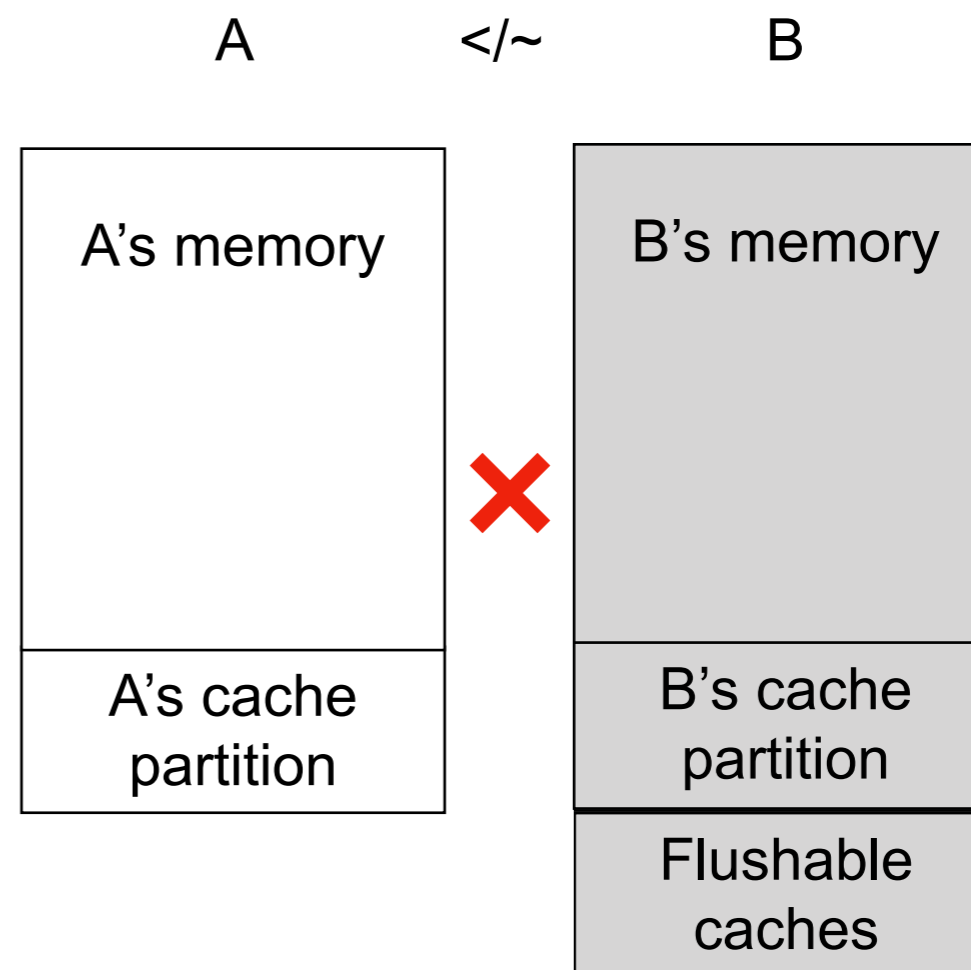 A </~ B
A’s memory
B’s memory
A’s cache
partition
B’s cache
partition
Flushable
caches